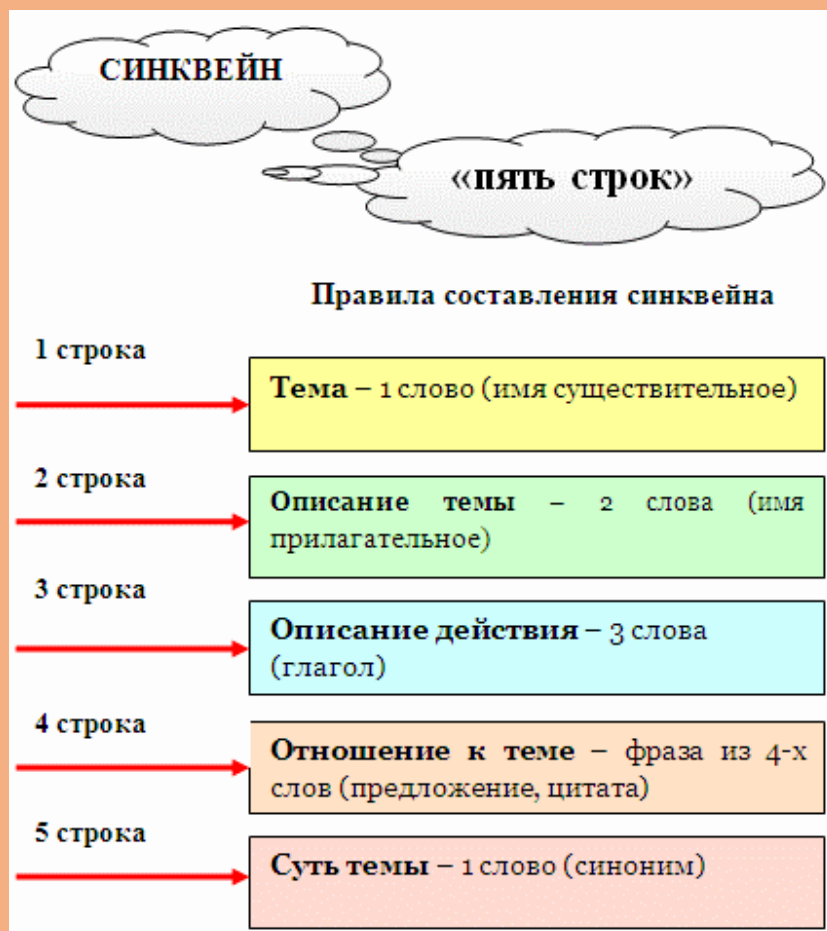 СИНКВЕЙН
«пять строк»
Правила составления синквейна
1 строка
Тема – 1 слово (имя существительное)
2 строка
Описание темы – 2 слова (имя
прилагательное)
3 строка
Описание действия – 3 слова
(глагол)
4 строка
Отношение к теме – фраза из 4-х
слов (предложение, цитата)
5 строка
Суть темы – 1 слово (синоним)